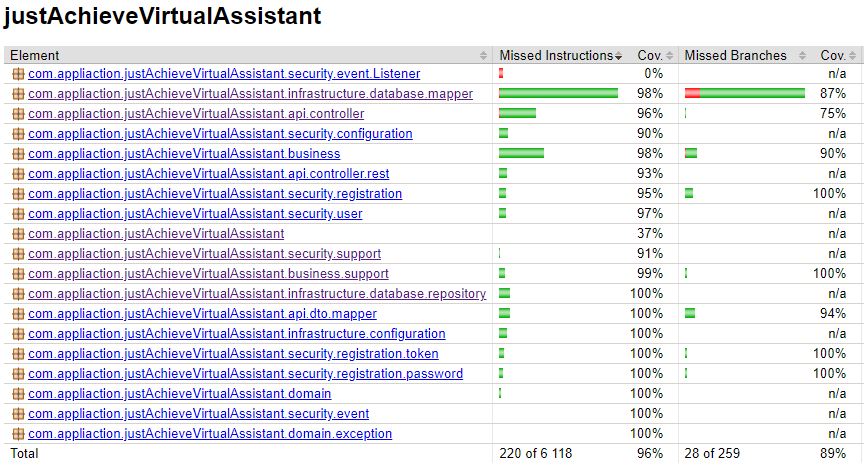 justAchieveVirtualAssistant
Element Missed Instructions Cov. Missed Branches Cov.
com.appliaction.justAchieveVirtualAssistant.security.event.Listener 0% n/a
com.appliaction.justAchieveVirtualAssistant.infrastructure.database.mapper 98% 87%
com.appliaction.justAchieveVirtualAssistant.api.controller 96% 75%
com.appliaction.justAchieveVirtualAssistant.security.configuration 90% n/a
com.appliaction.justAchieveVirtualAssistant.business 98% 90%
com.appliaction.justAchieveVirtualAssistant.api.controller.rest 93% n/a
com.appliaction.justAchieveVirtualAssistant.security.registration 95% 100%
com.appliaction.justAchieveVirtualAssistant.security.user 97% n/a
com.appliaction.justAchieveVirtualAssistant 37% n/a
com.appliaction.justAchieveVirtualAssistant.security.support 91% n/a
com.appliaction.justAchieveVirtualAssistant.business.support 99% 100%
com.appliaction.justAchieveVirtualAssistant.infrastructure.database.repository 100% n/a
com.appliaction.justAchieveVirtualAssistant.api.dto.mapper 100% 94%
com.appliaction.justAchieveVirtualAssistant.infrastructure.configuration 100% n/a
com.appliaction.justAchieveVirtualAssistant.security.registration.token 100% 100%
com.appliaction.justAchieveVirtualAssistant.security.registration.password 100% 100%
com.appliaction.justAchieveVirtualAssistant.domain 100% n/a
com.appliaction.justAchieveVirtualAssistant.security.event 100% n/a
com.appliaction.justAchieveVirtualAssistant.domain.exception 100% n/a
Total 220 of 6 118 96% 28 of 259 89%